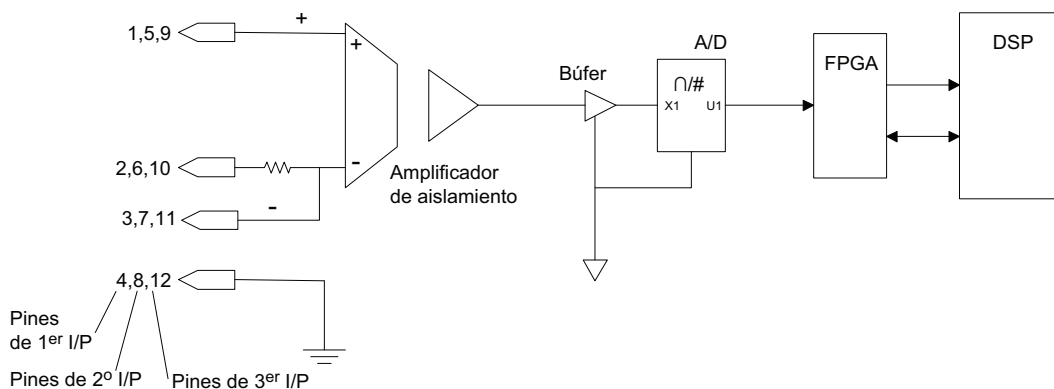 1,5,9
+
+
2,6,10
-
3,7,11
-
4,8,12
Pines
de 1er I/P
Pines de 2o I/P
Pines de 3er I/P
Amplificador
de aislamiento
Búfer
A/D
∩/#
X1
U1
FPGA
DSP